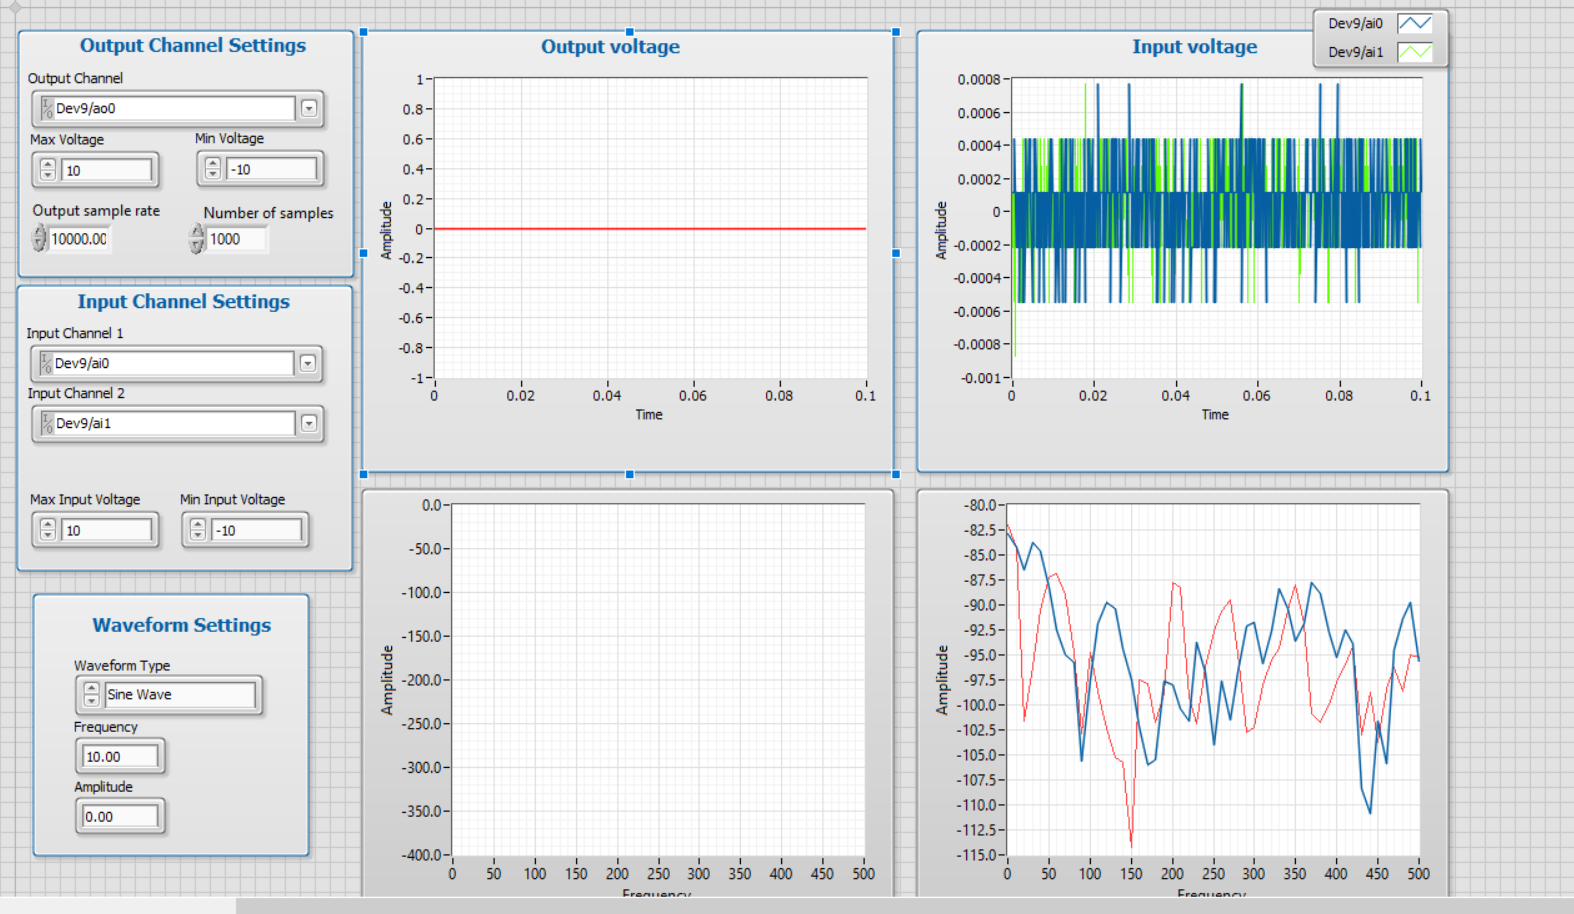 Output Channel Settings
Output Channel
I/O Dev9/ao0
Max Voltage
Min Voltage
10
-10
Output sample rate
Number of samples
10000.00
1000
Input Channel Settings
Input Channel 1
I/O Dev9/ai0
Input Channel 2
I/O Dev9/ai1
Max Input Voltage
Min Input Voltage
10
-10
Waveform Settings
Waveform Type
Sine Wave
Frequency
10.00
Amplitude
0.00
Output voltage
Amplitude
1
0.8
0.6
0.4
0.2
0
-0.2
-0.4
-0.6
-0.8
-1
0 0.02 0.04 0.06 0.08 0.1
Time
Input voltage
Dev9/ai0
Dev9/ai1
Amplitude
0.0008
0.0006
0.0004
0.0002
0
-0.0002
-0.0004
-0.0006
-0.0008
-0.001
0 0.02 0.04 0.06 0.08 0.1
Time
Amplitude
0.0
-50.0
-100.0
-150.0
-200.0
-250.0
-300.0
-350.0
-400.0
0 50 100 150 200 250 300 350 400 450 500
Frequency
Amplitude
-80.0
-82.5
-85.0
-87.5
-90.0
-92.5
-95.0
-97.5
-100.0
-102.5
-105.0
-107.5
-110.0
-112.5
-115.0
0 50 100 150 200 250 300 350 400 450 500
Frequency